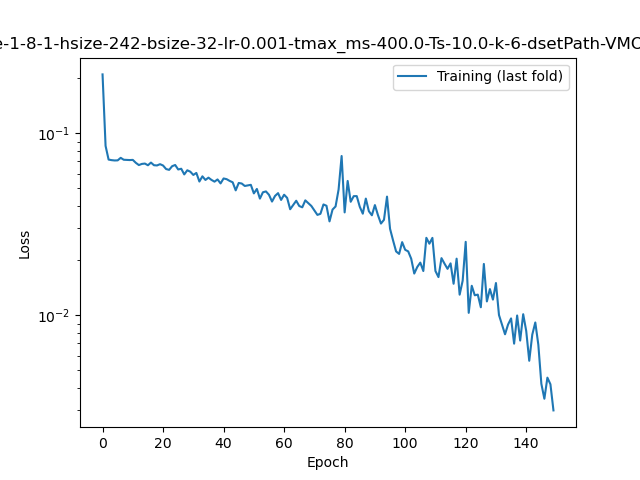 e-1-8-1-hsize-242-bsize-32-lr-0.001-tmax_ms-400.0-Ts-10.0-k-6-dsetPath-VMC
Training (last fold)
Loss
10⁻¹
10⁻²
0 20 40 60 80 100 120 140
Epoch